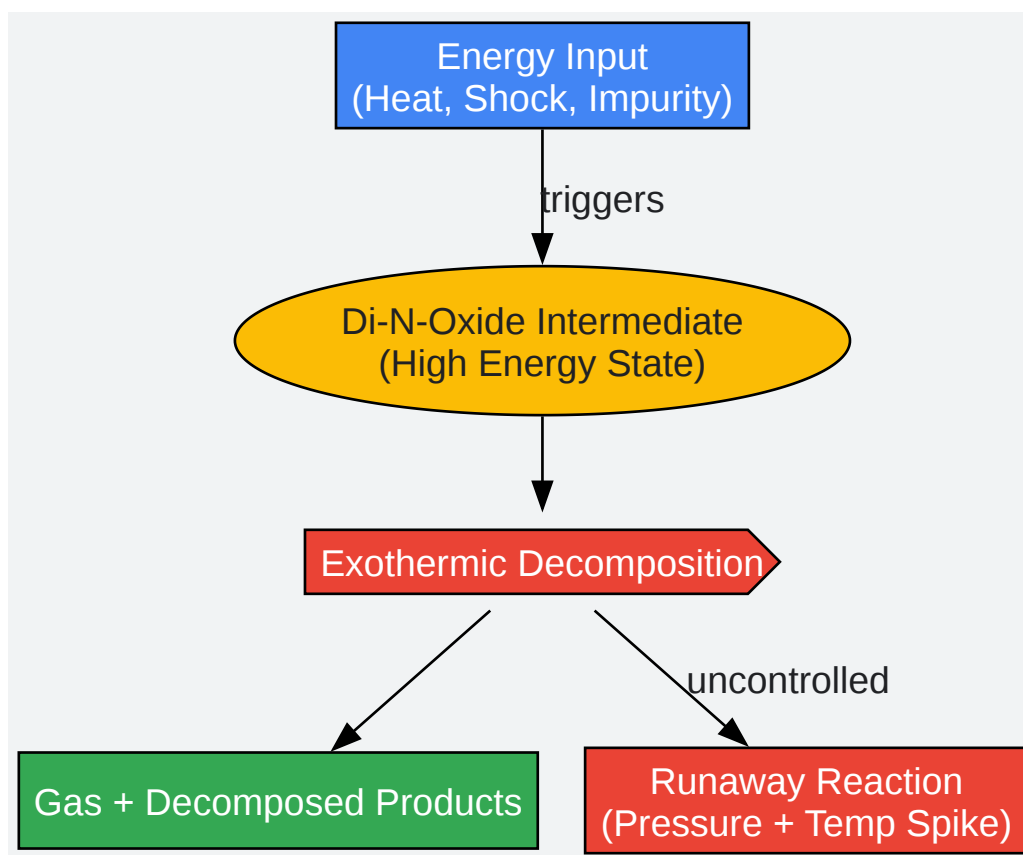 Energy Input
(Heat, Shock, Impurity)
triggers
Di-N-Oxide Intermediate
(High Energy State)
Exothermic Decomposition
uncontrolled
Gas + Decomposed Products
Runaway Reaction
(Pressure + Temp Spike)